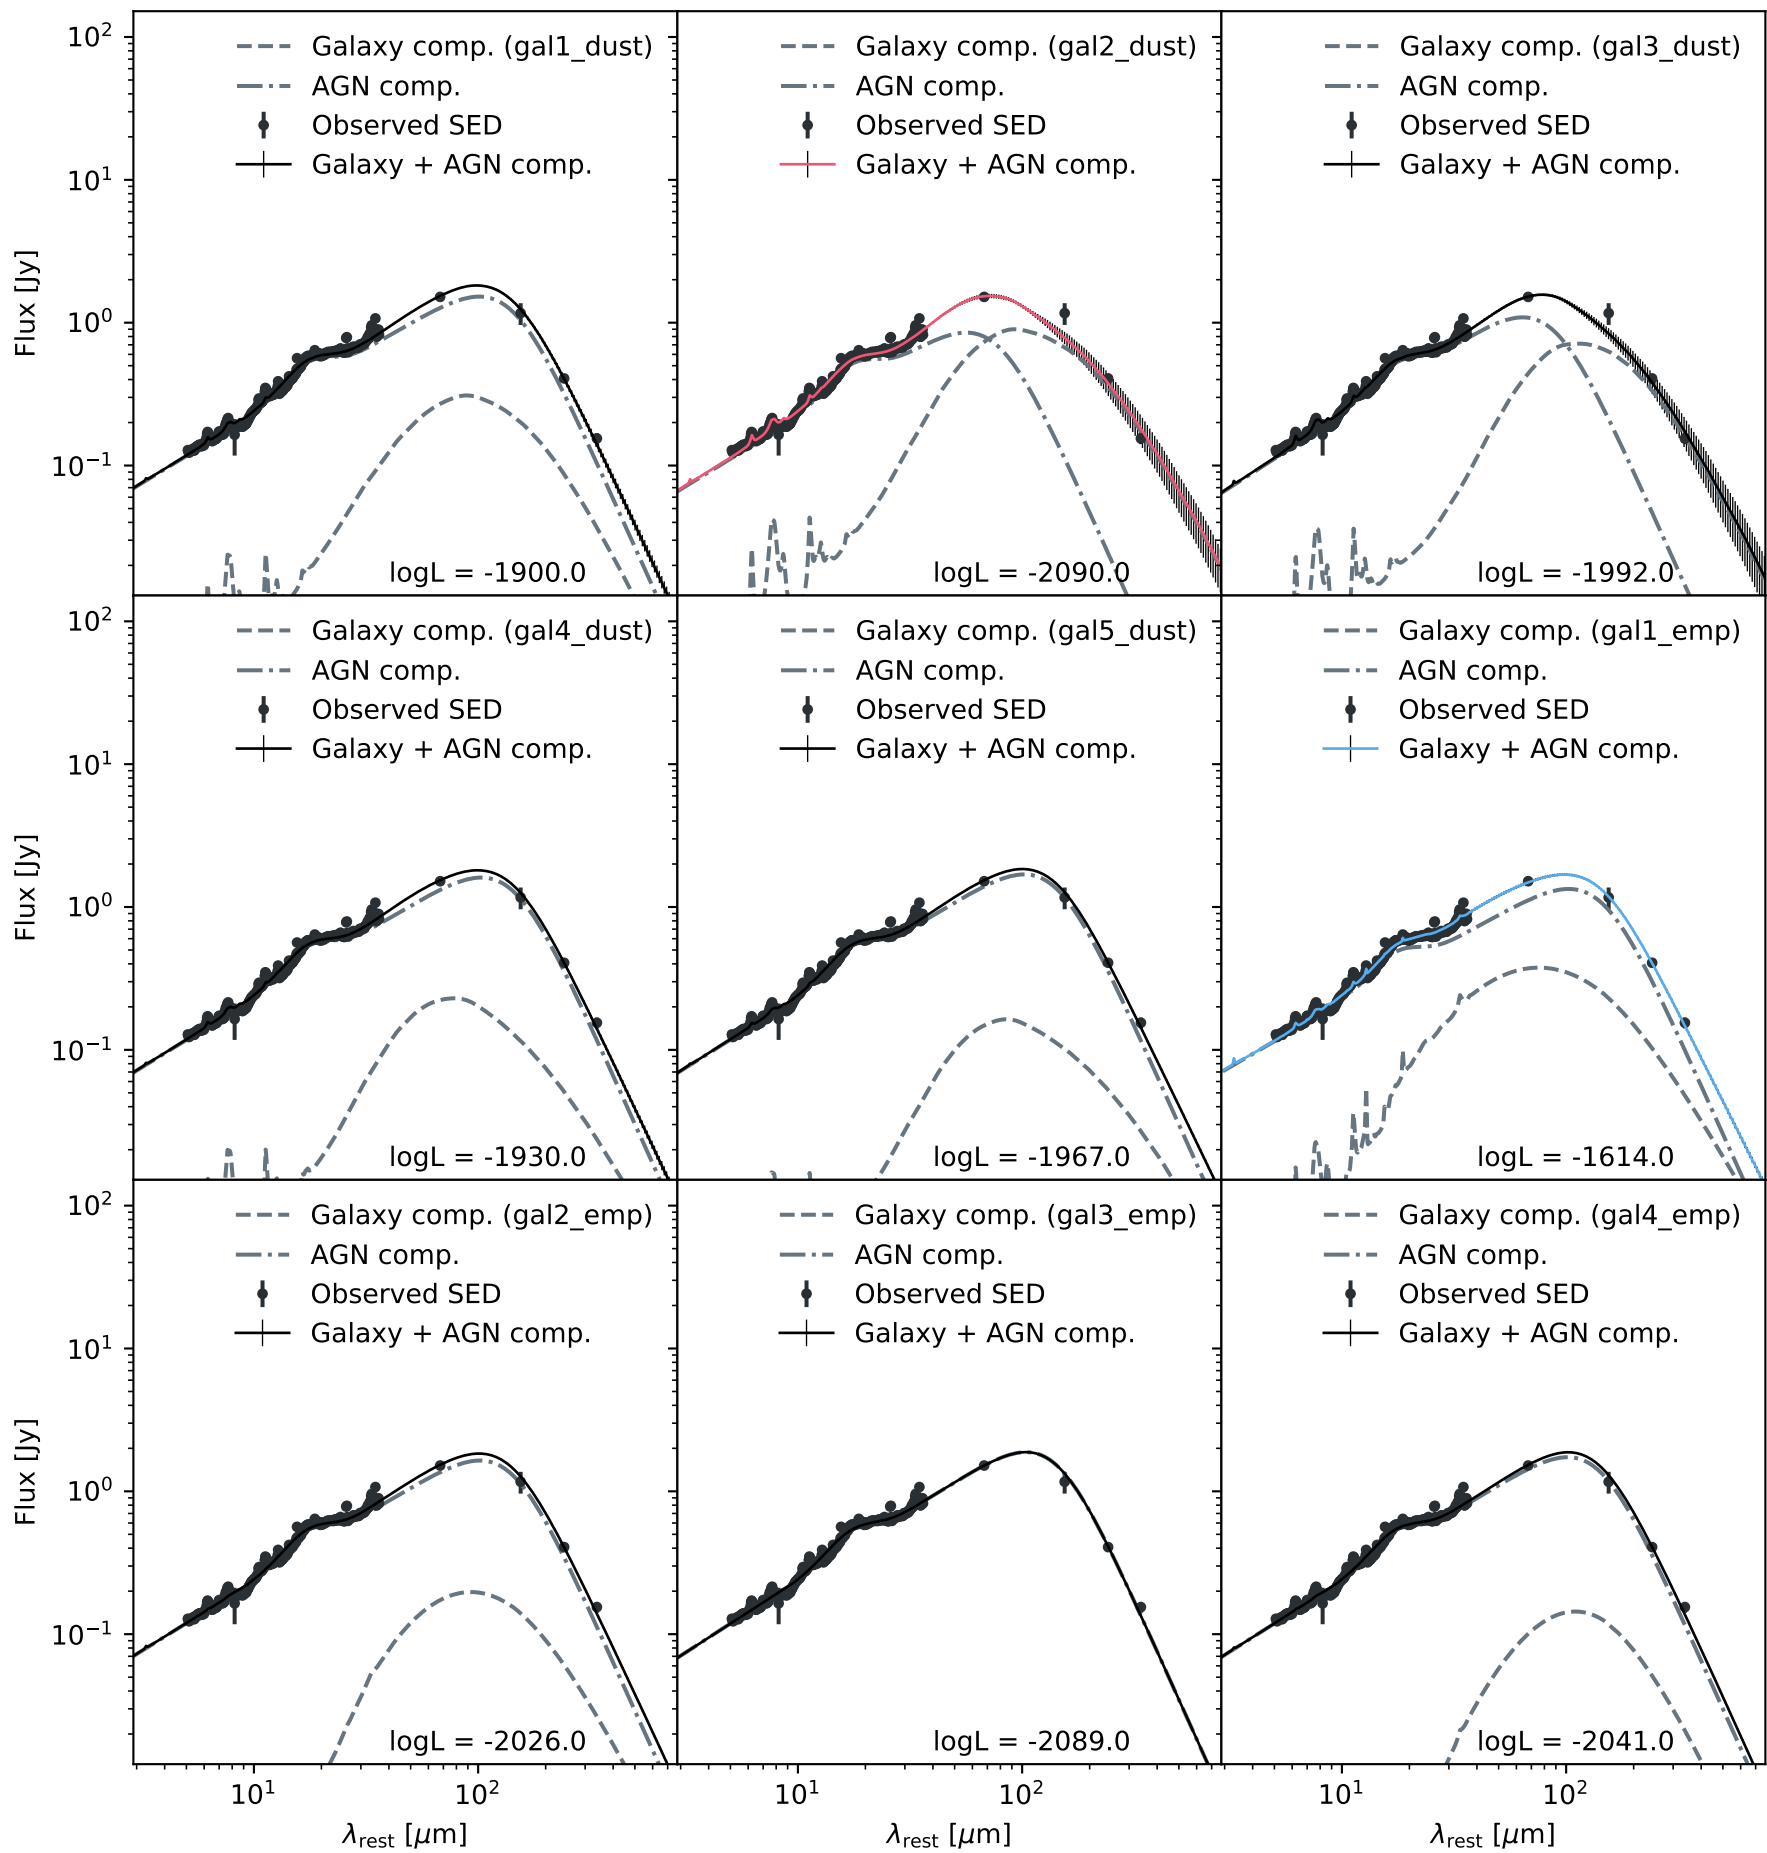 10² 10¹ 10⁰ 10⁻¹
Flux [Jy]
Galaxy comp. (gal1_dust)
AGN comp.
Observed SED
Galaxy + AGN comp.
logL = -1900.0
Galaxy comp. (gal2_dust)
AGN comp.
Observed SED
Galaxy + AGN comp.
logL = -2090.0
Galaxy comp. (gal3_dust)
AGN comp.
Observed SED
Galaxy + AGN comp.
logL = -1992.0
10² 10¹ 10⁰ 10⁻¹
Flux [Jy]
Galaxy comp. (gal4_dust)
AGN comp.
Observed SED
Galaxy + AGN comp.
logL = -1930.0
Galaxy comp. (gal5_dust)
AGN comp.
Observed SED
Galaxy + AGN comp.
logL = -1967.0
Galaxy comp. (gal1_emp)
AGN comp.
Observed SED
Galaxy + AGN comp.
logL = -1614.0
10² 10¹ 10⁰ 10⁻¹
Flux [Jy]
Galaxy comp. (gal2_emp)
AGN comp.
Observed SED
Galaxy + AGN comp.
logL = -2026.0
Galaxy comp. (gal3_emp)
AGN comp.
Observed SED
Galaxy + AGN comp.
logL = -2089.0
Galaxy comp. (gal4_emp)
AGN comp.
Observed SED
Galaxy + AGN comp.
logL = -2041.0
10¹ 10² 10¹ 10² 10¹ 10²
λrest [μm] λrest [μm] λrest [μm]